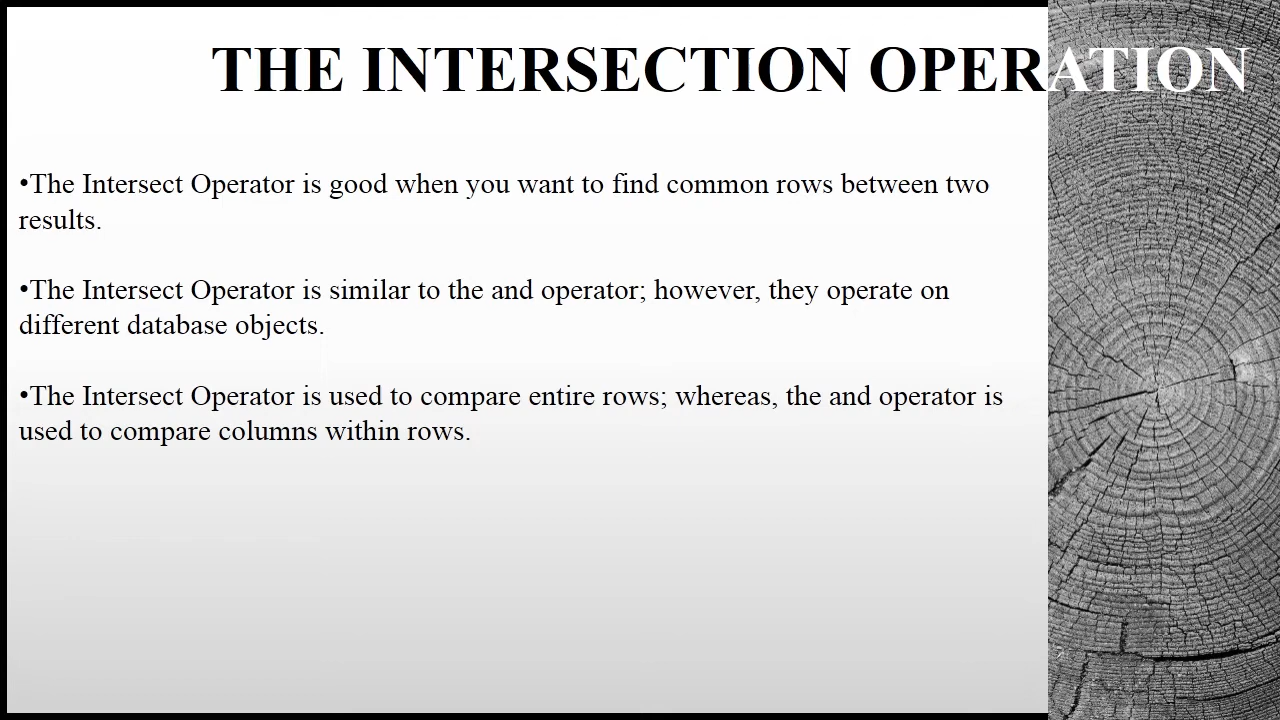 THE INTERSECTION OPERATION
•The Intersect Operator is good when you want to find common rows between two
results.
•The Intersect Operator is similar to the and operator; however, they operate on
different database objects.
•The Intersect Operator is used to compare entire rows; whereas, the and operator is
used to compare columns within rows.